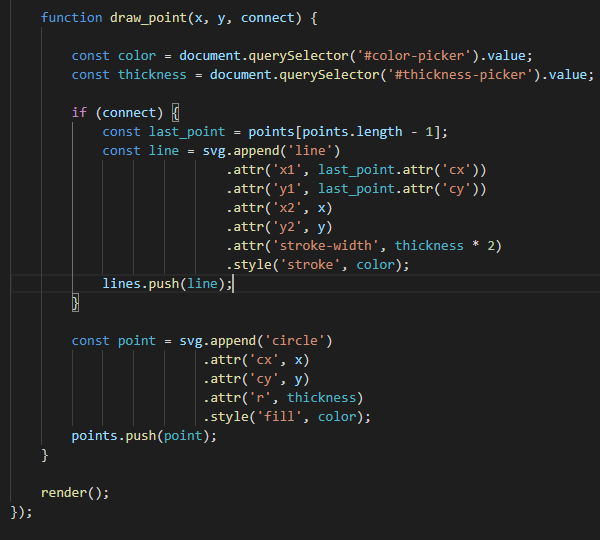 function draw_point(x, y, connect) {
const color = document.querySelector('#color-picker').value;
const thickness = document.querySelector('#thickness-picker').value;
if (connect) {
const last_point = points[points.length - 1];
const line = svg.append('line')
.attr('x1', last_point.attr('cx'))
.attr('y1', last_point.attr('cy'))
.attr('x2', x)
.attr('y2', y)
.attr('stroke-width', thickness * 2)
.style('stroke', color);
lines.push(line);
}
const point = svg.append('circle')
.attr('cx', x)
.attr('cy', y)
.attr('r', thickness)
.style('fill', color);
points.push(point);
}
render();
});